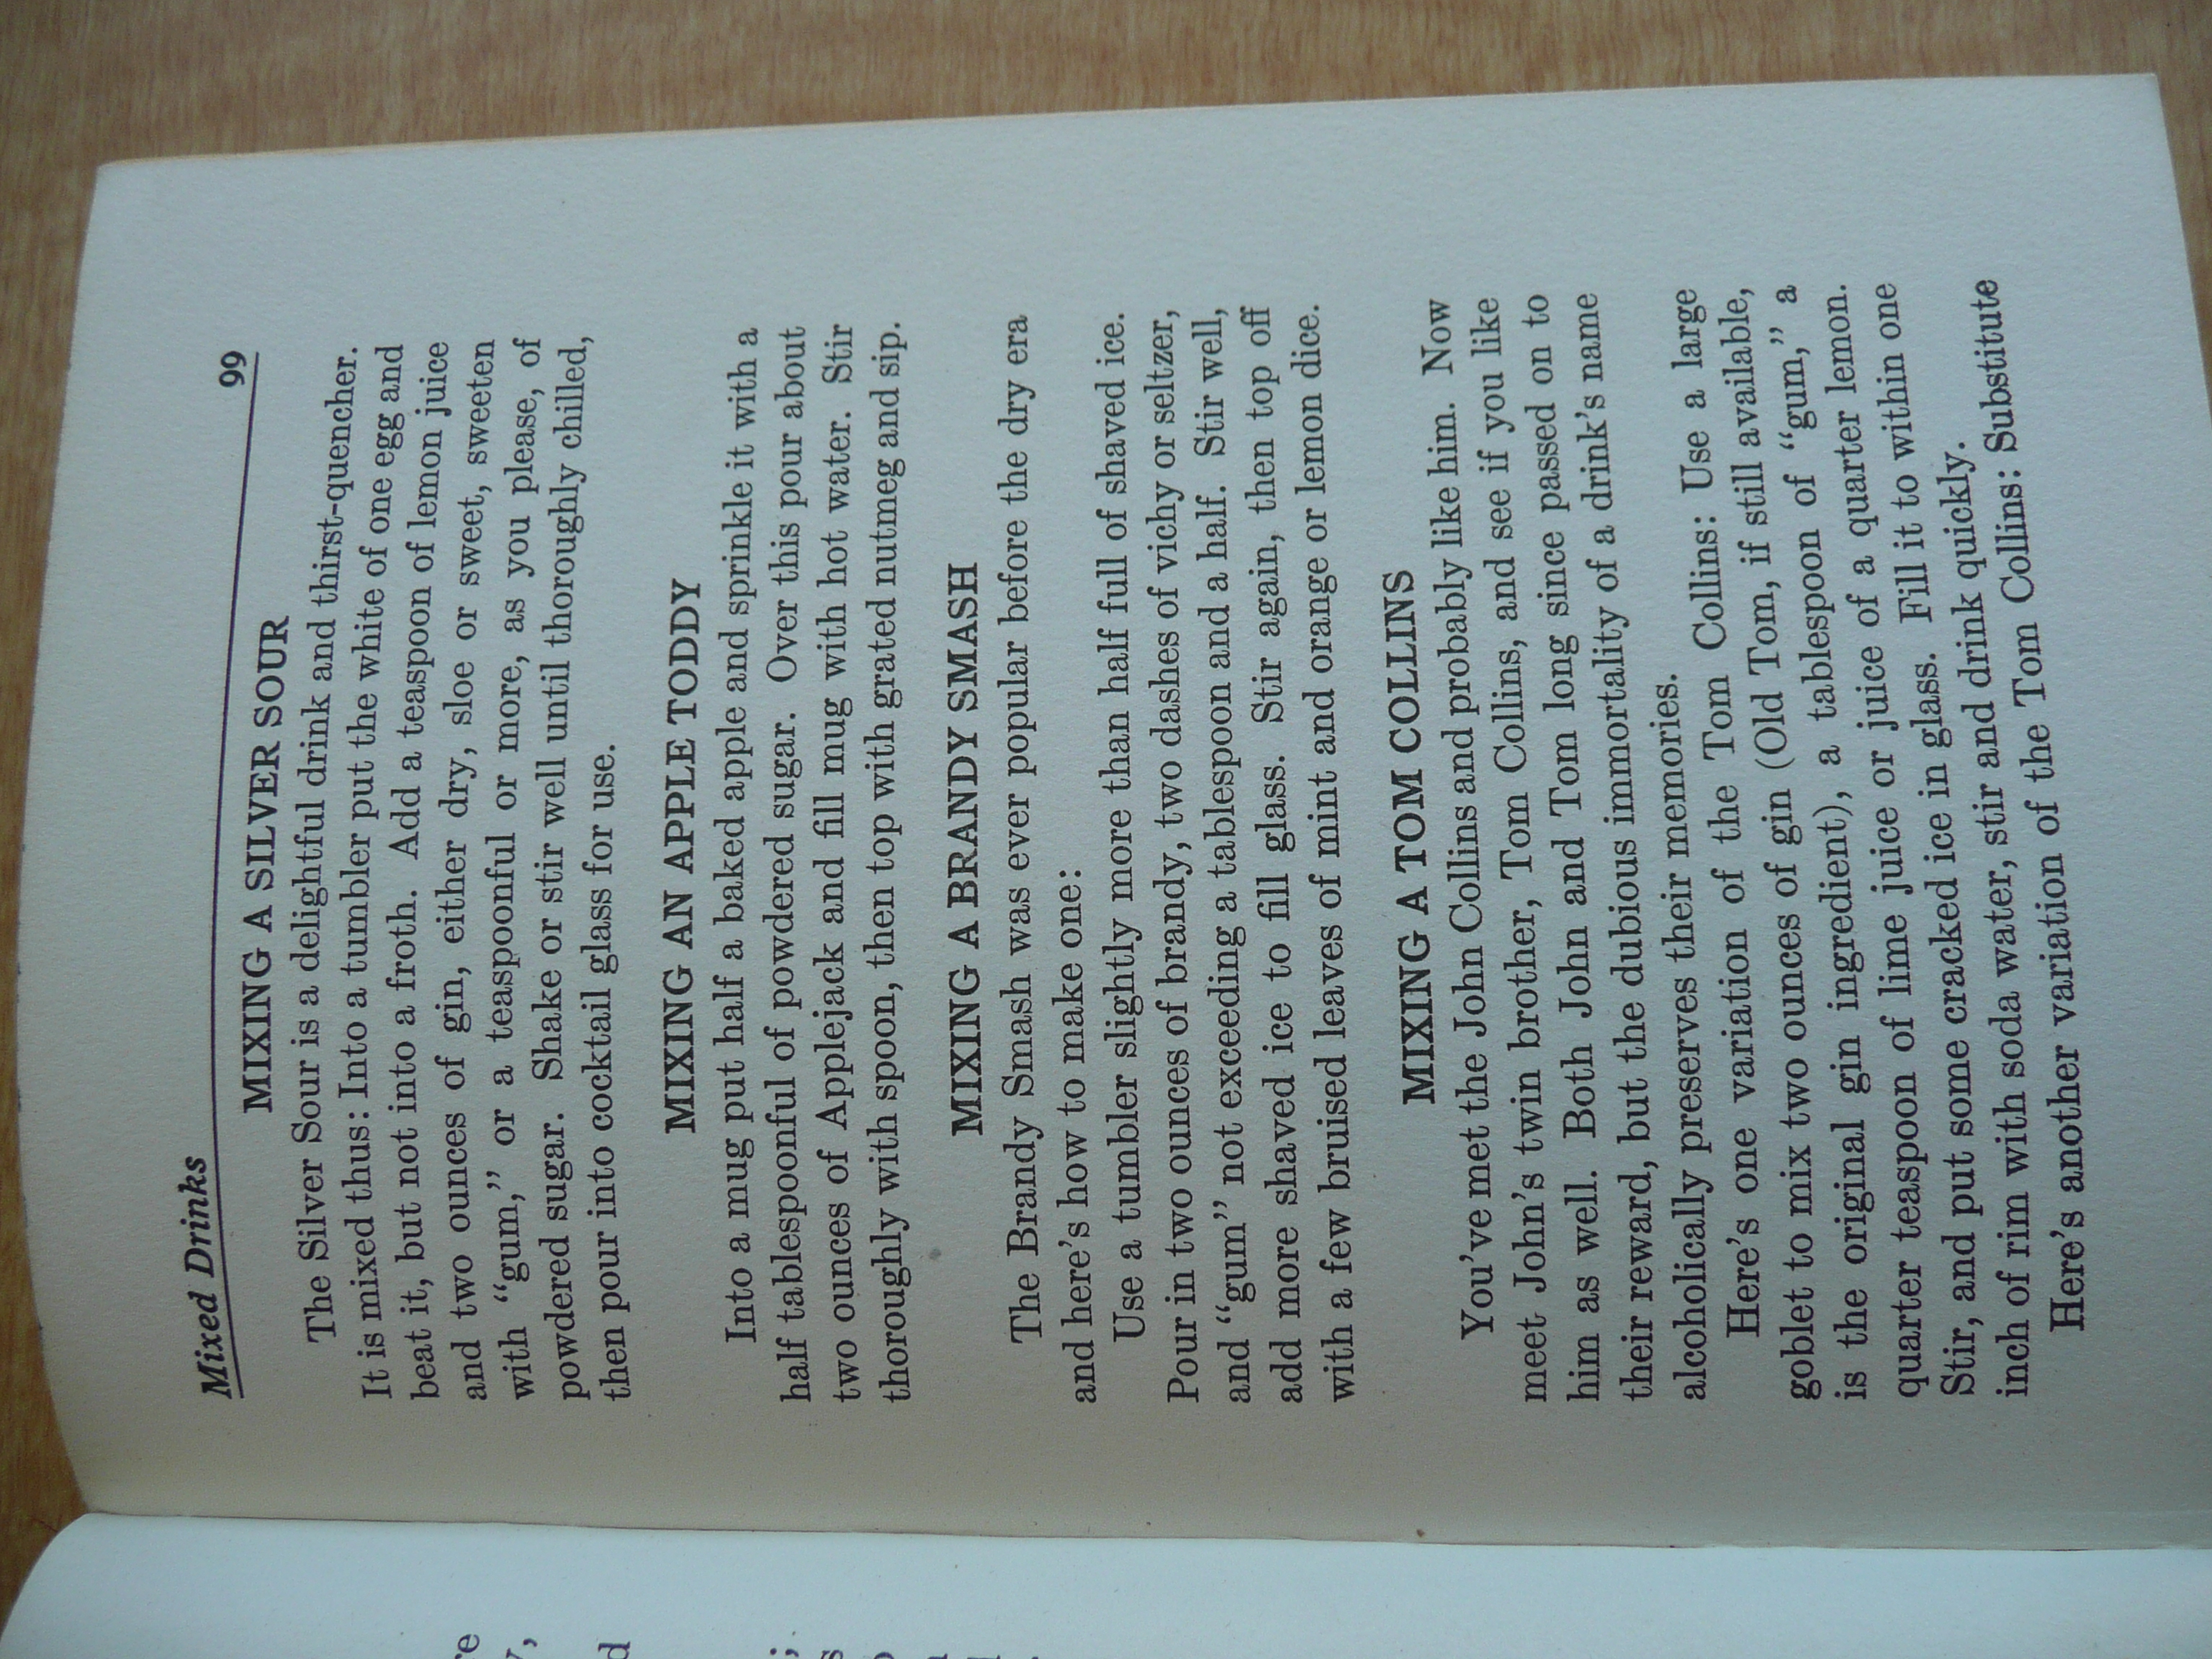 Mixed Drinks 99
MIXING A SILVER SOUR
The Silver Sour is a delightful drink and thirst-quencher.
It is mixed thus: Into a tumbler put the white of one egg and
beat it, but not into a froth. Add a teaspoon of lemon juice
and two ounces of gin, either dry, sloe or sweet, sweeten
with “gum,” or a teaspoonful or more, as you please, of
powdered sugar. Shake or stir well until thoroughly chilled,
then pour into cocktail glass for use.
MIXING AN APPLE TODDY
Into a mug put half a baked apple and sprinkle it with a
half tablespoonful of powdered sugar. Over this pour about
two ounces of Applejack and fill mug with hot water. Stir
thoroughly with spoon, then top with grated nutmeg and sip.
MIXING A BRANDY SMASH
The Brandy Smash was ever popular before the dry era
and here's how to make one:
Use a tumbler slightly more than half full of shaved ice.
Pour in two ounces of brandy, two dashes of vichy or seltzer,
and “gum” not exceeding a tablespoon and a half. Stir well,
add more shaved ice to fill glass. Stir again, then top off
with a few bruised leaves of mint and orange or lemon dice.
MIXING A TOM COLLINS
You've met the John Collins and probably like him. Now
meet John's twin brother, Tom Collins, and see if you like
him as well. Both John and Tom long since passed on to
their reward, but the dubious immortality of a drink's name
alcoholically preserves their memories.
Here's one variation of the Tom Collins: Use a large
goblet to mix two ounces of gin (Old Tom, if still available,
is the original gin ingredient), a tablespoon of “gum,” a
quarter teaspoon of lime juice or juice of a quarter lemon.
Stir, and put some cracked ice in glass. Fill it to within one
inch of rim with soda water, stir and drink quickly.
Here's another variation of the Tom Collins: Substitute